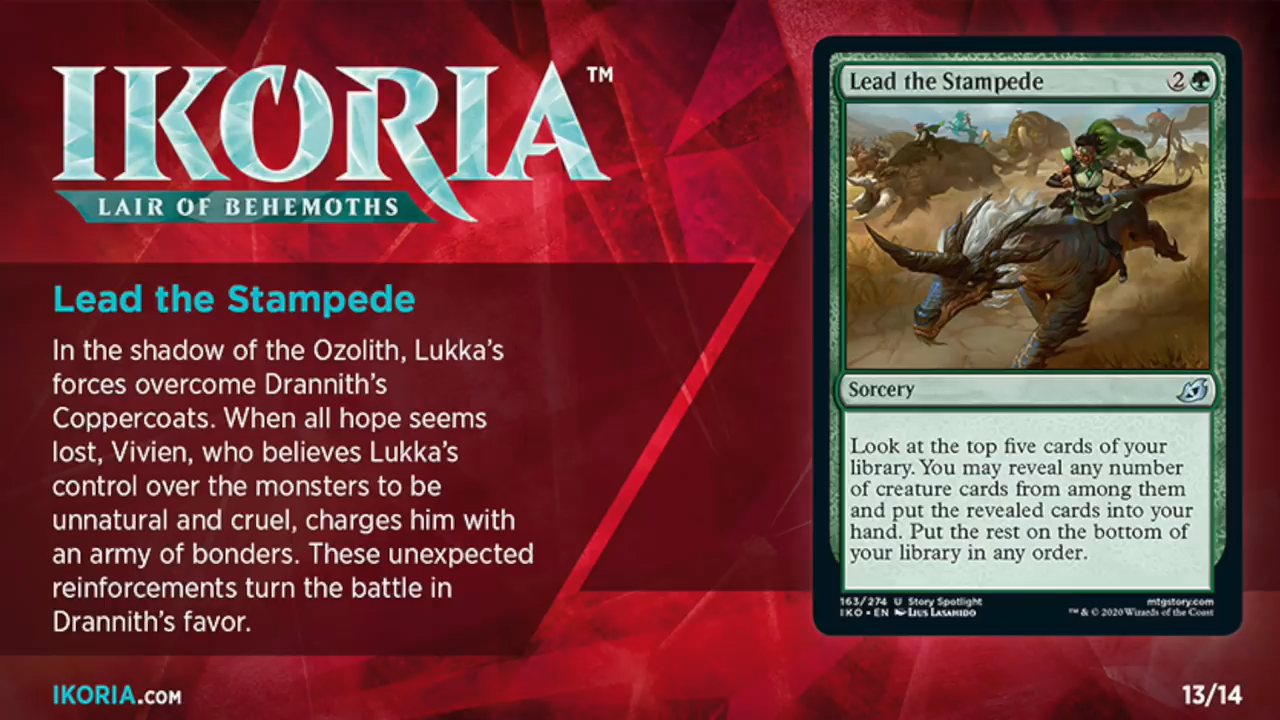 IKORIA™
LAIR OF BEHEMOTHS
Lead the Stampede
In the shadow of the Ozolith, Lukka's
forces overcome Drannith's
Coppercoats. When all hope seems
lost, Vivien, who believes Lukka's
control over the monsters to be
unnatural and cruel, charges him with
an army of bonders. These unexpected
reinforcements turn the battle in
Drannith's favor.
IKORIA.COM
Lead the Stampede 2
Sorcery
Look at the top five cards of your
library. You may reveal any number
of creature cards from among them
and put the revealed cards into your
hand. Put the rest on the bottom of
your library in any order.
163/274 U Story Spotlight mtgstory.com
IKO • EN Lius Lasahido ™ & © 2020 Wizards of the Coast
13/14